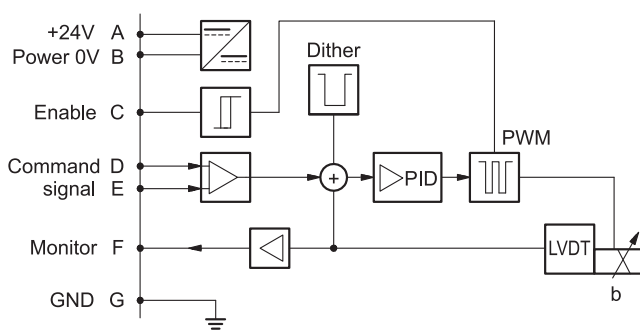 +24V A
Power 0V B
Dither
Enable C
PWM
Command D
signal E
+
PID
Monitor F
LVDT
b
GND G